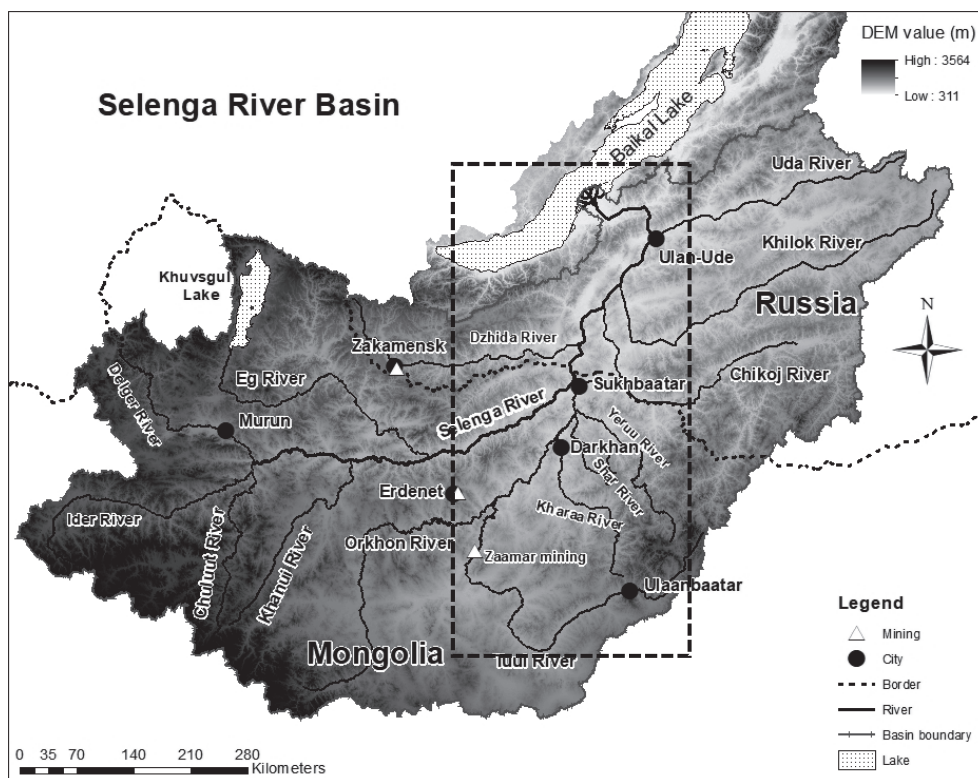 DEM value (m)
High : 3564
Low : 311
Selenga River Basin
Baikal Lake
Uda River
Ulan-Ude
Khilok River
Khuvsgul
Lake
Russia
N
Zakamensk
Dzhida River
Delger River
Eg River
Sukhbaatar
Chikoj River
Selenga River
Murun
Yeruu River
Darkhan
Shar River
Erdenet
Ider River
Kharaa River
Chuluut River
Khanui River
Orkhon River
Zaamar mining
Ulaanbaatar
Mongolia
Tuul River
Legend
Mining
City
Border
River
Basin boundary
Lake
0 35 70 140 210 280
Kilometers